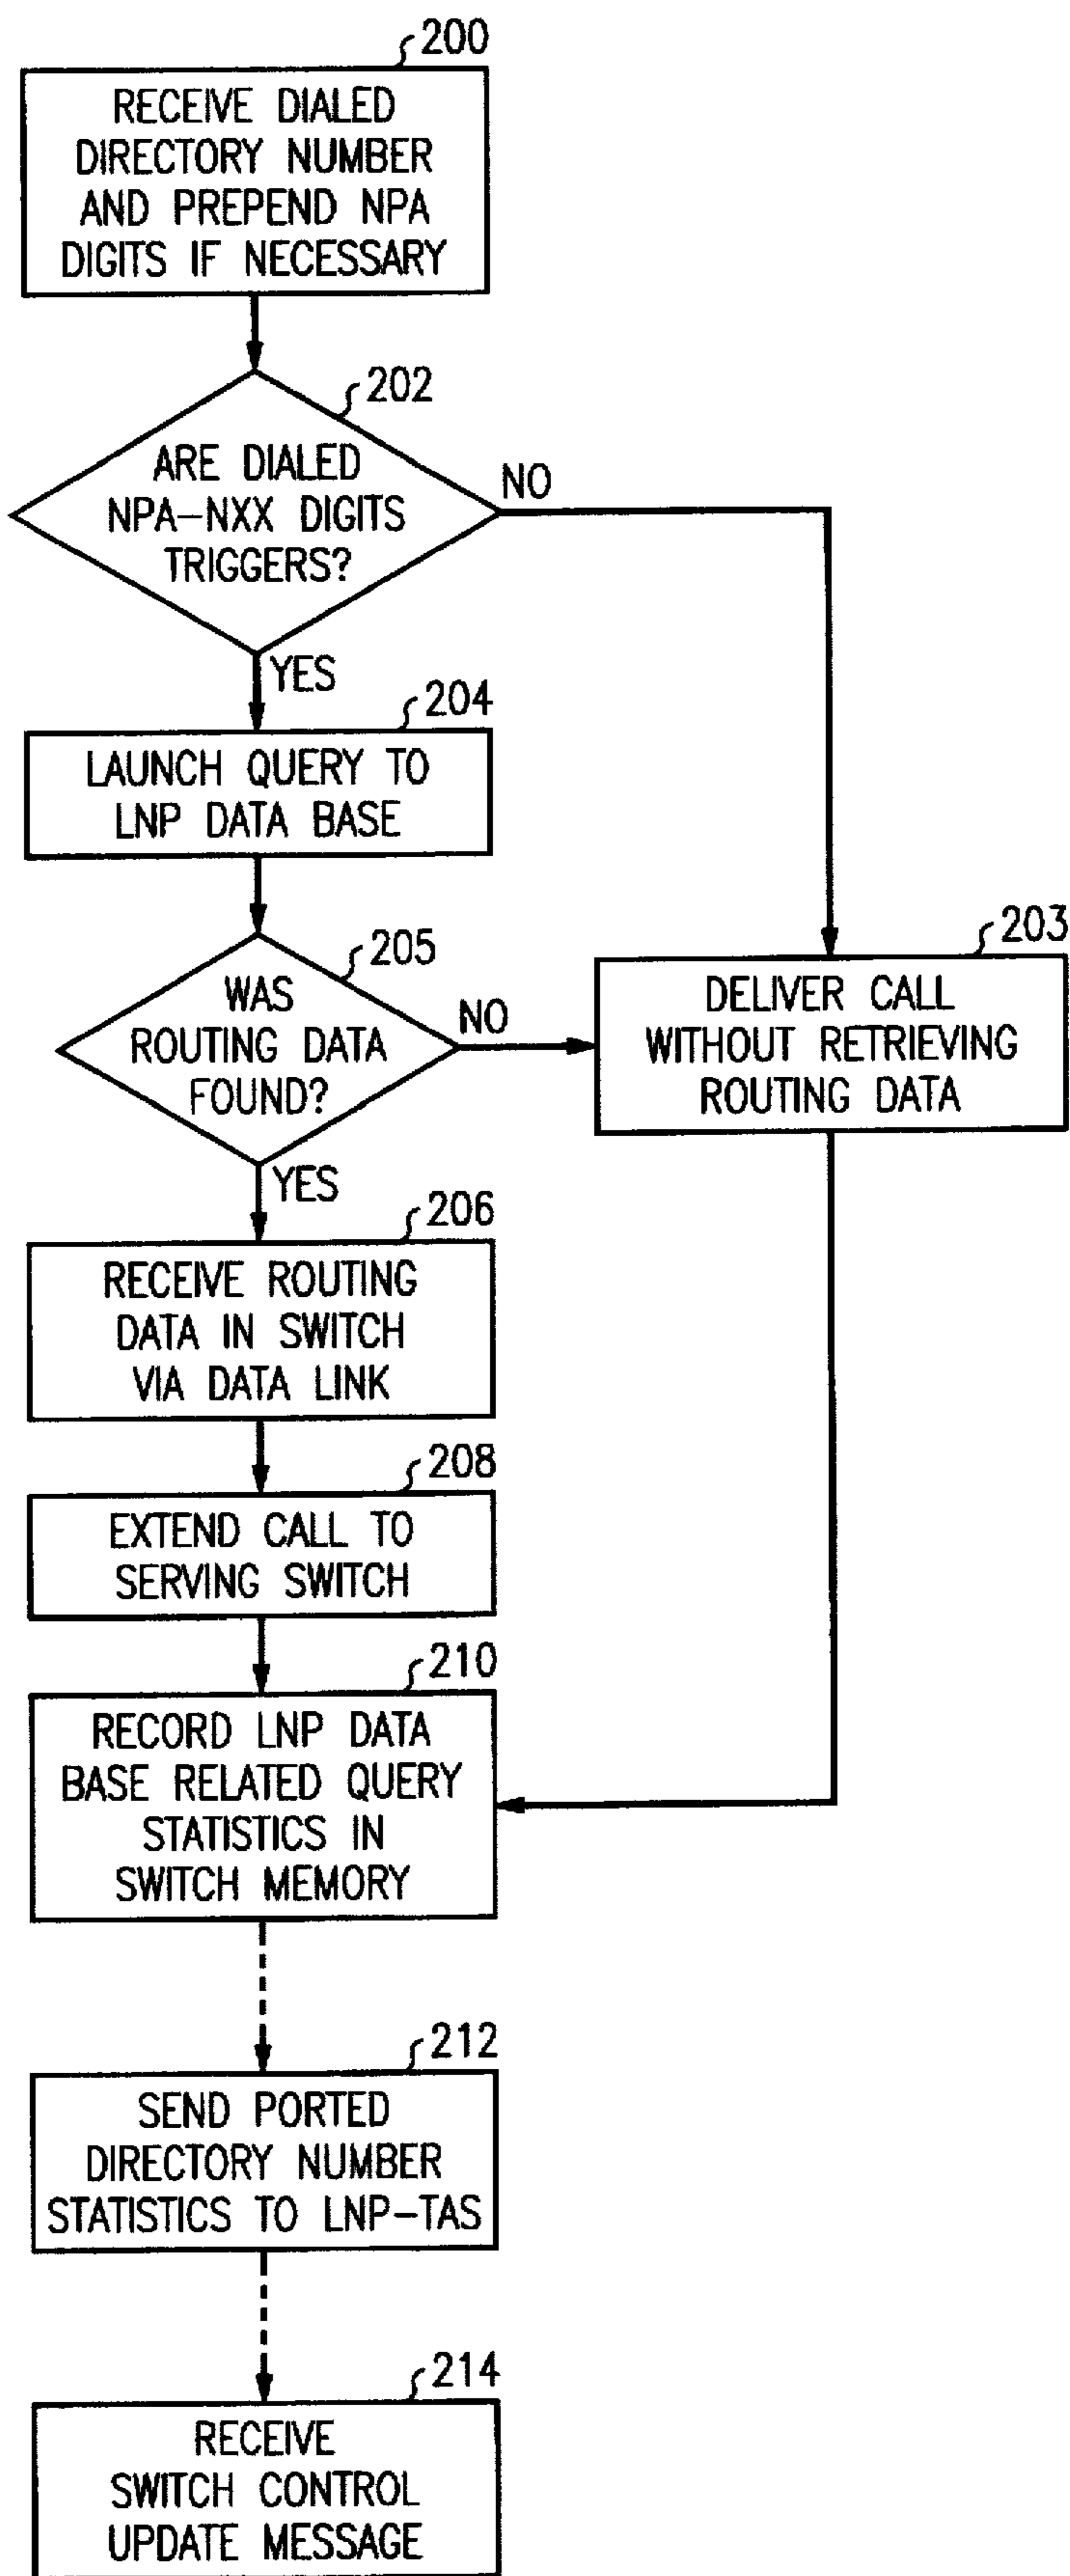 200
RECEIVE DIALED
DIRECTORY NUMBER
AND PREPEND NPA
DIGITS IF NECESSARY
202
ARE DIALED
NPA-NXX DIGITS
TRIGGERS?
NO
YES
204
LAUNCH QUERY TO
LNP DATA BASE
205
WAS
ROUTING DATA
FOUND?
NO
203
DELIVER CALL
WITHOUT RETRIEVING
ROUTING DATA
YES
206
RECEIVE ROUTING
DATA IN SWITCH
VIA DATA LINK
208
EXTEND CALL TO
SERVING SWITCH
210
RECORD LNP DATA
BASE RELATED QUERY
STATISTICS IN
SWITCH MEMORY
212
SEND PORTED
DIRECTORY NUMBER
STATISTICS TO LNP-TAS
214
RECEIVE
SWITCH CONTROL
UPDATE MESSAGE